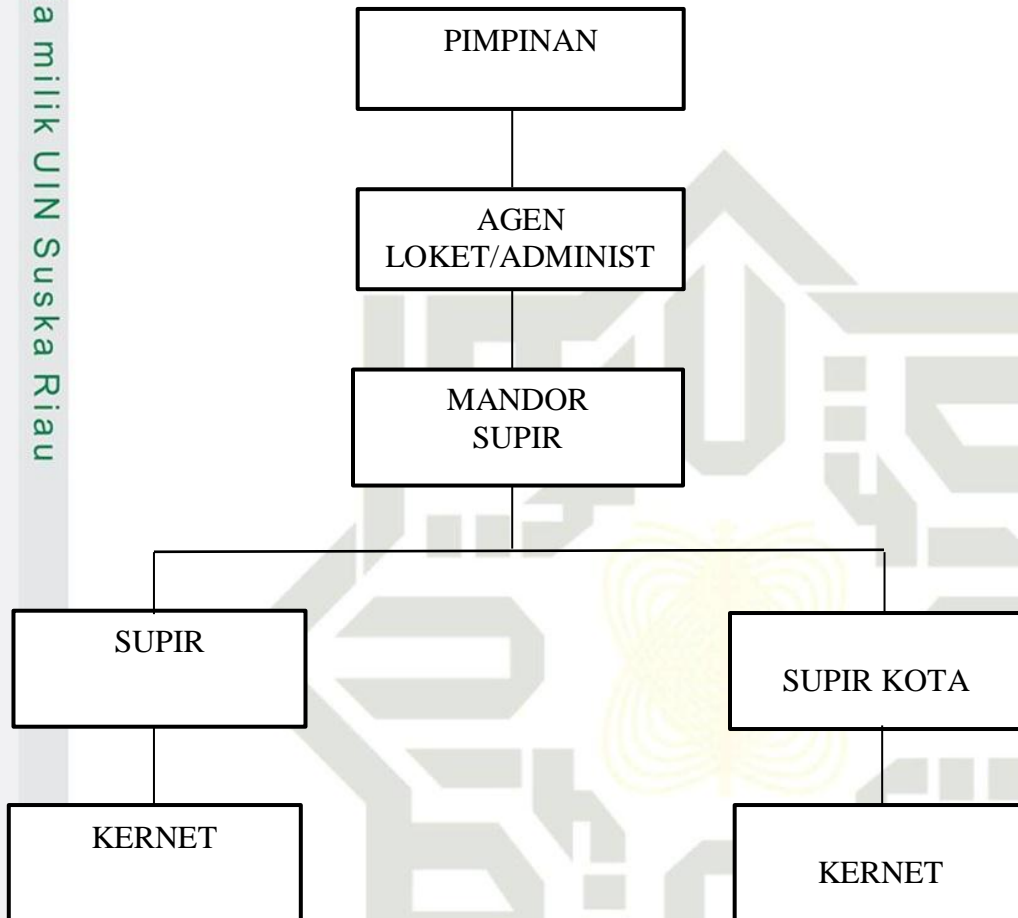 a milik UIN Suska Riau
PIMPINAN
AGEN
LOKET/ADMINIST
MANDOR
SUPIR
SUPIR
SUPIR KOTA
KERNET
KERNET